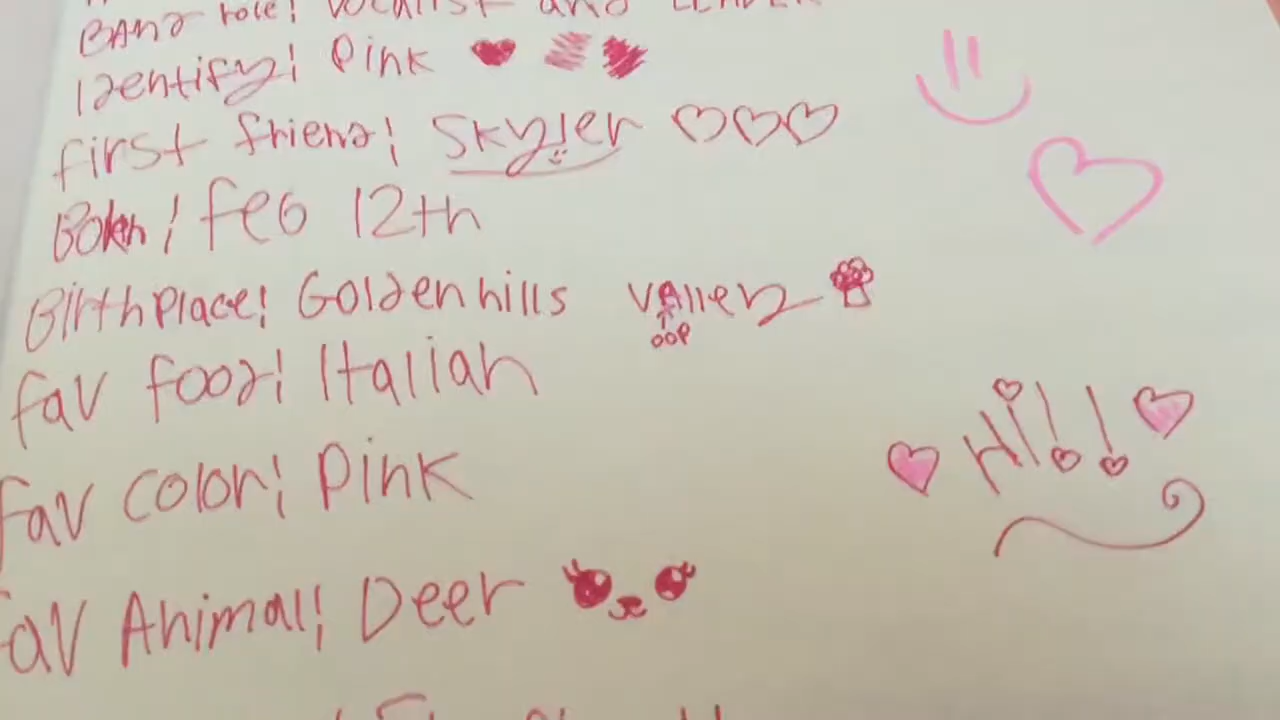 Band role! Vocalist and LEADER
Identify! Pink
first friend! Skyler
Born! Feb 12th
BirthPlace! Goldenhills VAlley
OOP
fav food! Italian
Hi!!
fav color! Pink
fav Animal! Deer